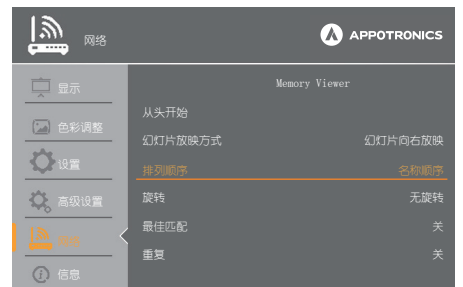 网络
APPOTRONICS
显示
色彩调整
设置
高级设置
网络
信息
Memory Viewer
从头开始
幻灯片放映方式 幻灯片向右放映
排列顺序 名称顺序
旋转 无旋转
最佳匹配 关
重复 关